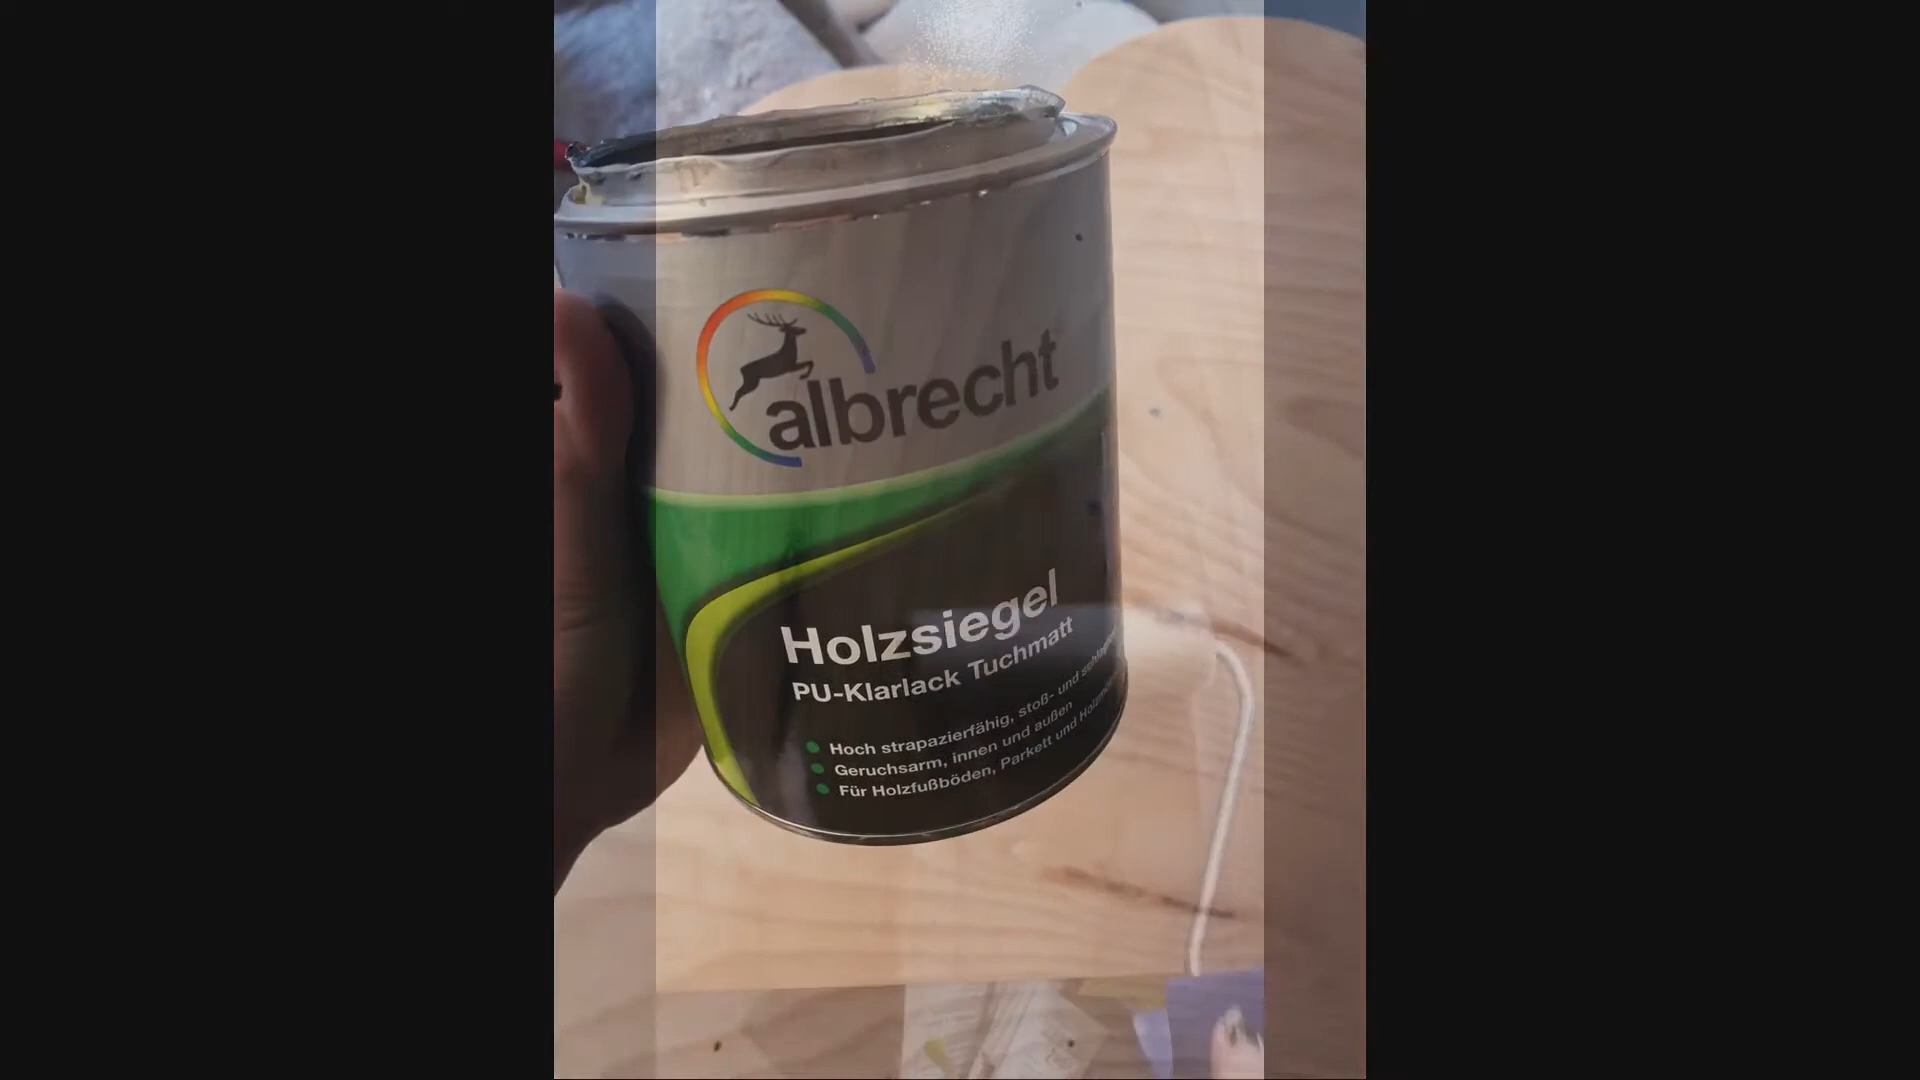 albrecht
Holzsiegel
PU-Klarlack Tuchmatt
Hoch strapazierfähig, stoß- und
Geruchsarm, innen und außen
Für Holzfußböden, Parkett und